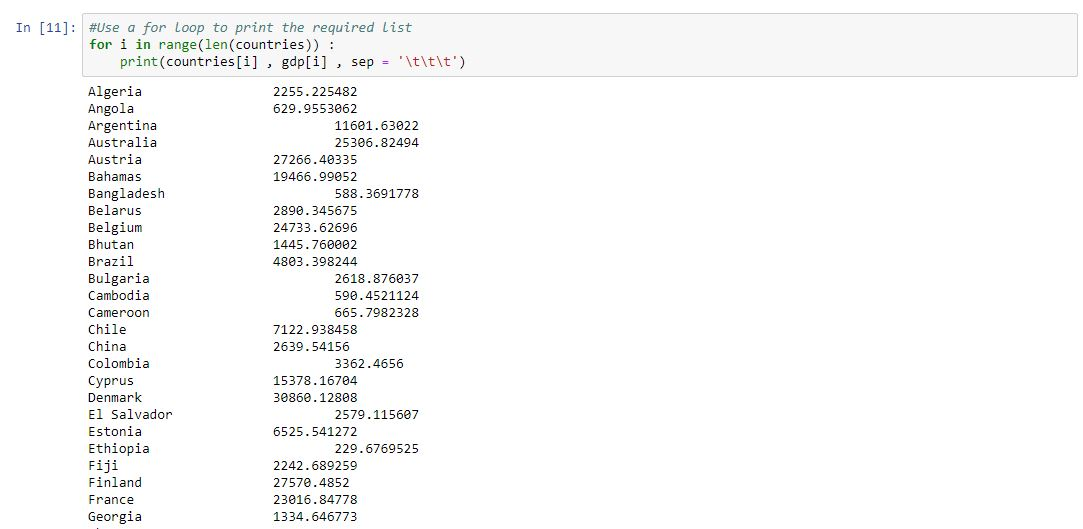 In [11]: #Use a for loop to print the required list
for i in range(len(countries)) :
    print(countries[i] , gdp[i] , sep = '\t\t\t')
Algeria			2255.225482
Angola			629.9553062
Argentina			11601.63022
Australia			25306.82494
Austria			27266.40335
Bahamas			19466.99052
Bangladesh			588.3691778
Belarus			2890.345675
Belgium			24733.62696
Bhutan			1445.760002
Brazil			4803.398244
Bulgaria			2618.876037
Cambodia			590.4521124
Cameroon			665.7982328
Chile			7122.938458
China			2639.54156
Colombia			3362.4656
Cyprus			15378.16704
Denmark			30860.12808
El Salvador			2579.115607
Estonia			6525.541272
Ethiopia			229.6769525
Fiji			2242.689259
Finland			27570.4852
France			23016.84778
Georgia			1334.646773